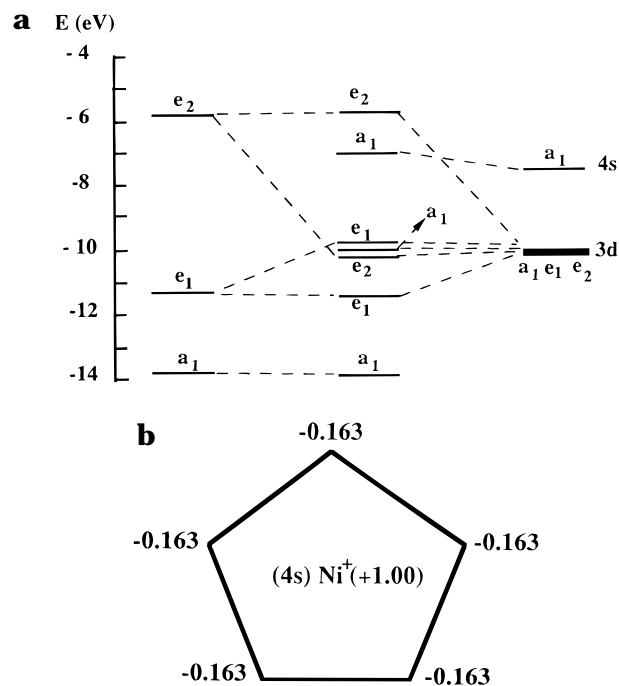 a E (eV)
- 4
e2 e2
- 6
a1 a1 4s
-8
a1
e1
- 10 3d
e2 a1 e1 e2
e1
e1
-12
a1 a1
-14
b
-0.163
-0.163 -0.163
(4s) Ni+(+1.00)
-0.163 -0.163